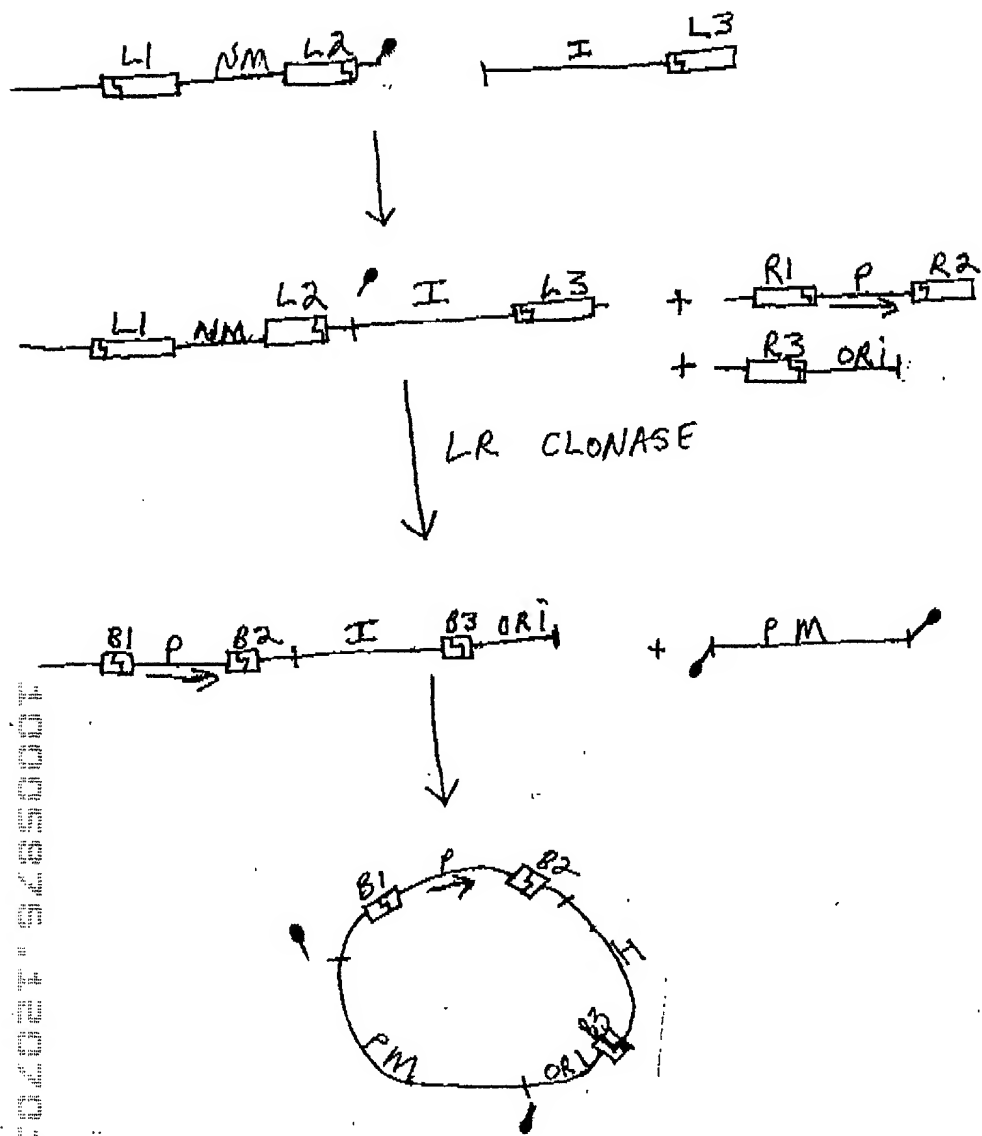 L1 NM L2 I L3
L1 NM L2 I L3 + R1 P R2
+ R3 ORi
LR CLONASE
B1 P B2 I B3 ORi + PM
B1 P B2
I
B3
ORI
PM